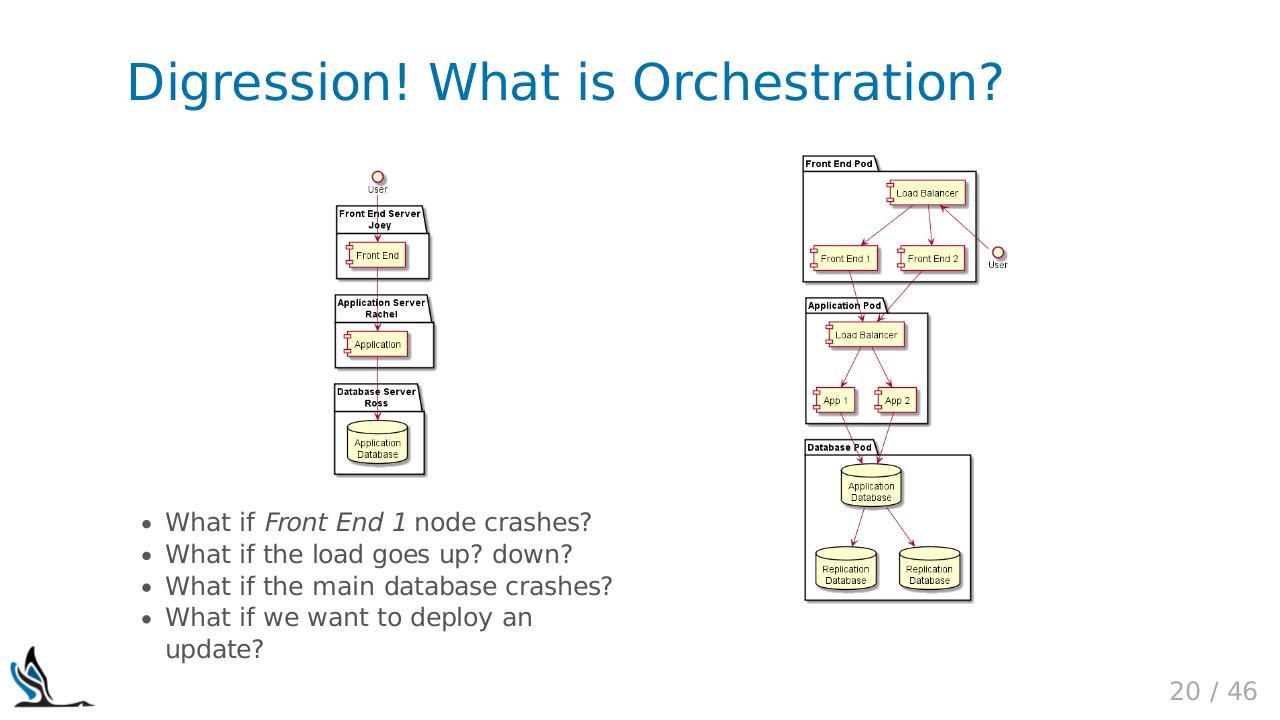 Digression! What is Orchestration?
User
Front End Server
Joey
Front End
Application Server
Rachel
Application
Database Server
Ross
Application
Database
Front End Pod
Load Balancer
Front End 1
Front End 2
User
Application Pod
Load Balancer
App 1
App 2
Database Pod
Application
Database
Replication
Database
Replication
Database
• What if Front End 1 node crashes?
• What if the load goes up? down?
• What if the main database crashes?
• What if we want to deploy an
update?
20 / 46